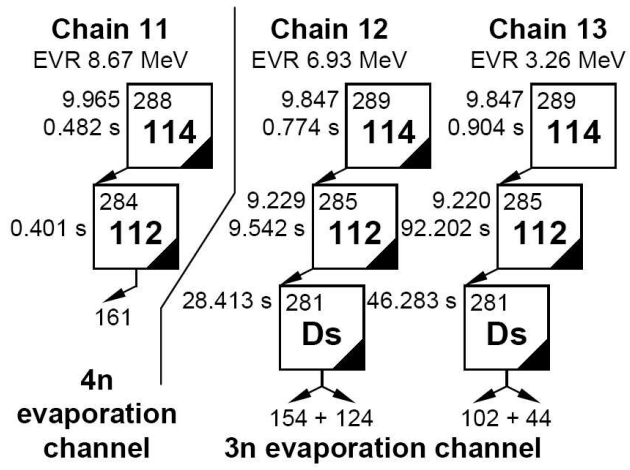 Chain 11
EVR 8.67 MeV
9.965
0.482 s
288
114
284
0.401 s
112
161
4n
evaporation
channel
Chain 12
EVR 6.93 MeV
9.847
0.774 s
289
114
9.229
9.542 s
285
112
28.413 s
281
Ds
154 + 124
Chain 13
EVR 3.26 MeV
9.847
0.904 s
289
114
9.220
92.202 s
285
112
46.283 s
281
Ds
102 + 44
3n evaporation channel